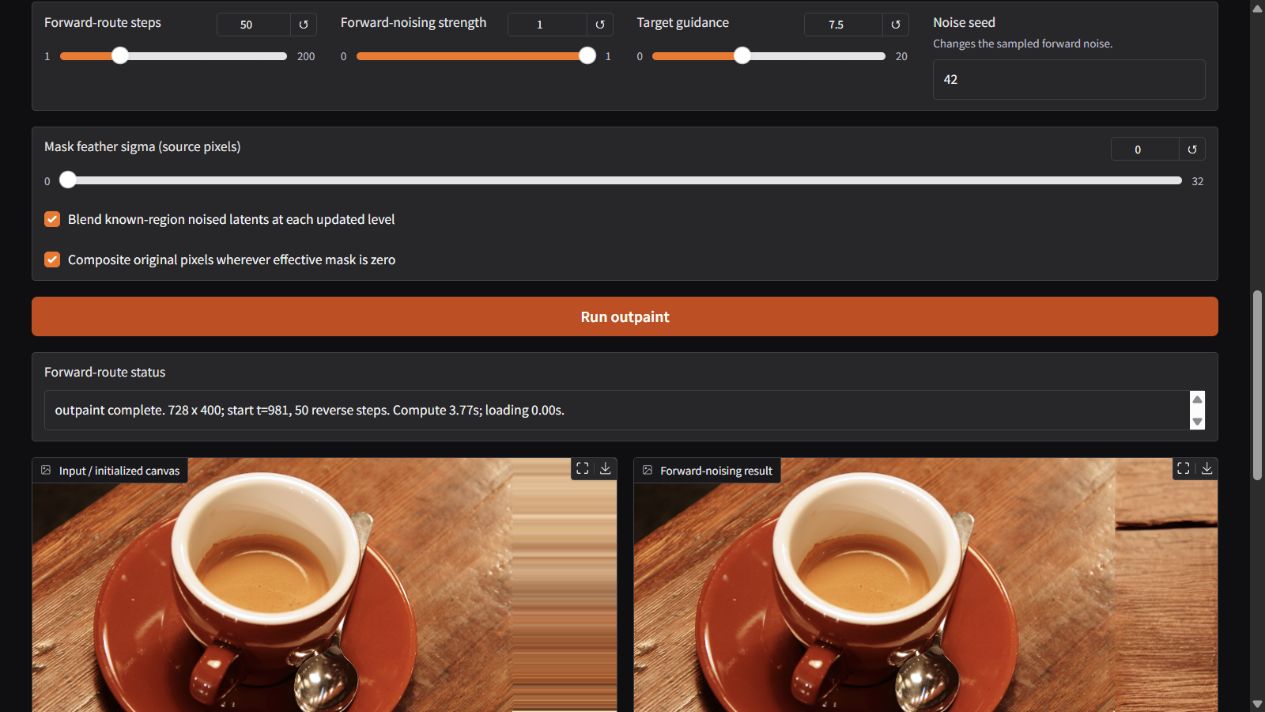 Forward-route steps
50
↺
1
200
Forward-noising strength
1
↺
0
1
Target guidance
7.5
↺
0
20
Noise seed
Changes the sampled forward noise.
42
Mask feather sigma (source pixels)
0
↺
0
32
Blend known-region noised latents at each updated level
Composite original pixels wherever effective mask is zero
Run outpaint
Forward-route status
outpaint complete. 728 x 400; start t=981, 50 reverse steps. Compute 3.77s; loading 0.00s.
Input / initialized canvas
Forward-noising result